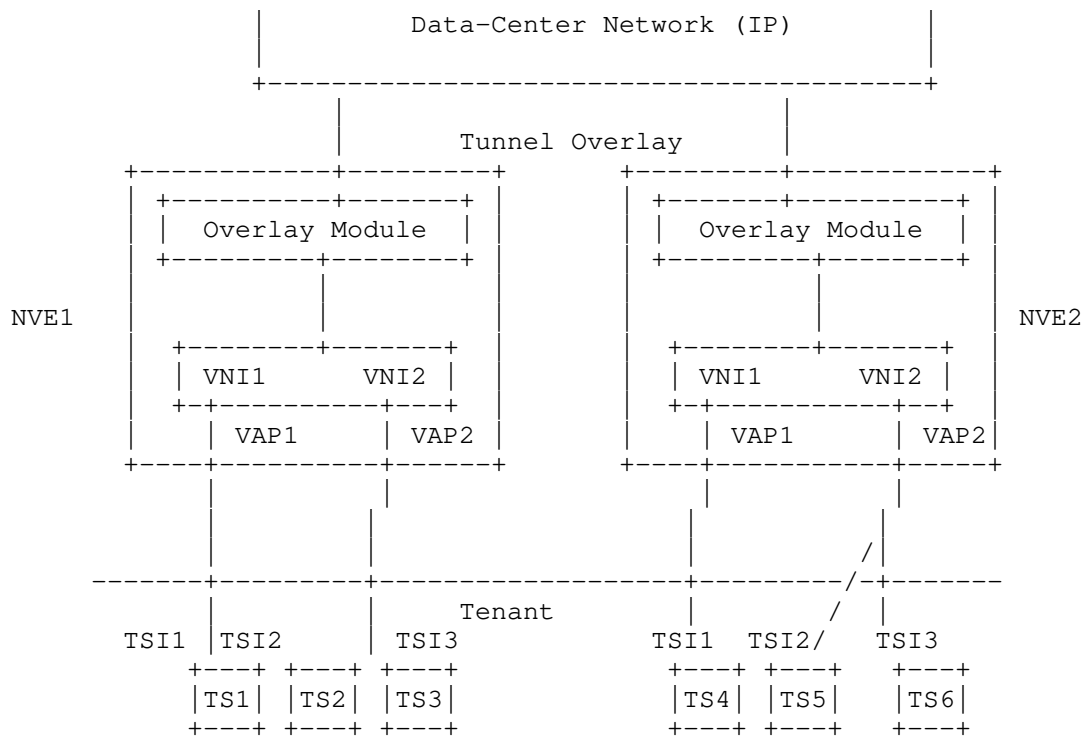 Data-Center Network (IP)
Tunnel Overlay
Overlay Module Overlay Module
NVE1 NVE2
VNI1 VNI2 VNI1 VNI2
VAP1 VAP2 VAP1 VAP2
Tenant
TSI1 TSI2 TSI3 TSI1 TSI2 TSI3
TS1 TS2 TS3 TS4 TS5 TS6